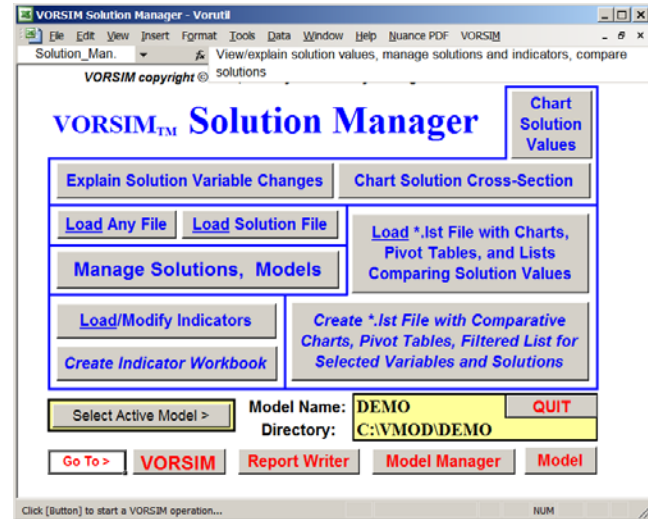 VORSIM Solution Manager - Vorutil
File Edit View Insert Format Tools Data Window Help Nuance PDF VORSIM
Solution_Man. fx View/explain solution values, manage solutions and indicators, compare
solutions
VORSIM copyright ©
VORSIM TM Solution Manager
Chart
Solution
Values
Explain Solution Variable Changes Chart Solution Cross-Section
Load Any File Load Solution File
Load *.lst File with Charts,
Pivot Tables, and Lists
Comparing Solution Values
Manage Solutions, Models
Load/Modify Indicators
Create Indicator Workbook
Create *.lst File with Comparative
Charts, Pivot Tables, Filtered List for
Selected Variables and Solutions
Select Active Model >
Model Name: DEMO QUIT
Directory: C:\VMOD\DEMO
Go To > VORSIM Report Writer Model Manager Model
Click [Button] to start a VORSIM operation... NUM